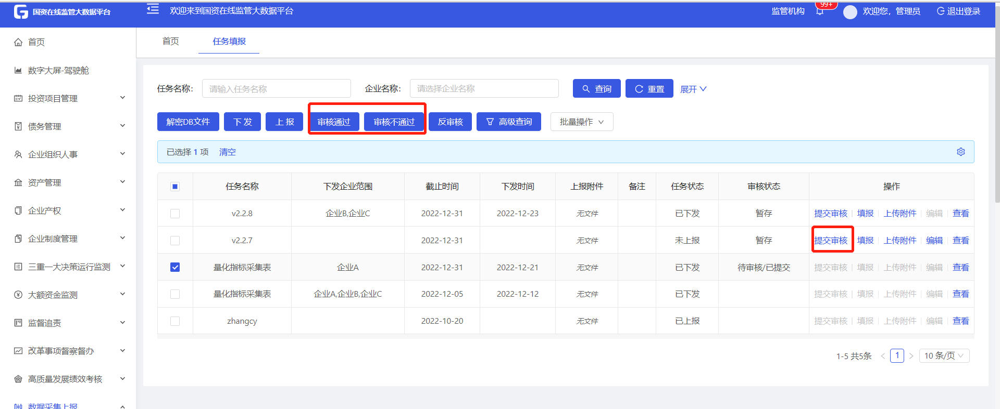 国资在线监管大数据平台
欢迎来到国资在线监管大数据平台
监管机构
99+
欢迎您，管理员
退出登录
首页
数字大屏-驾驶舱
投资项目管理
债务管理
企业组织人事
资产管理
企业产权
企业制度管理
三重一大决策运行监测
大额资金监测
监督追责
改革事项督察督办
高质量发展绩效考核
数据采集上报
首页 任务填报
任务名称： 请输入任务名称 企业名称： 请选择企业名称 查询 重置 展开
解密DB文件 下 发 上 报 审核通过 审核不通过 反审核 高级查询 批量操作
已选择 1 项 清空
任务名称 下发企业范围 截止时间 下发时间 上报附件 备注 任务状态 审核状态 操作
v2.2.8 企业B,企业C 2022-12-31 2022-12-23 无文件 已下发 暂存 提交审核 填报 上传附件 编辑 查看
v2.2.7 2022-12-31 无文件 未上报 暂存 提交审核 填报 上传附件 编辑 查看
量化指标采集表 企业A 2022-12-31 2022-12-21 无文件 已下发 待审核/已提交 提交审核 填报 上传附件 编辑 查看
量化指标采集表 企业A,企业B,企业C 2022-12-05 2022-12-12 无文件 已下发 提交审核 填报 上传附件 编辑 查看
zhangcy 2022-10-20 无文件 已上报 提交审核 填报 上传附件 编辑 查看
1-5 共5条 1 10 条/页